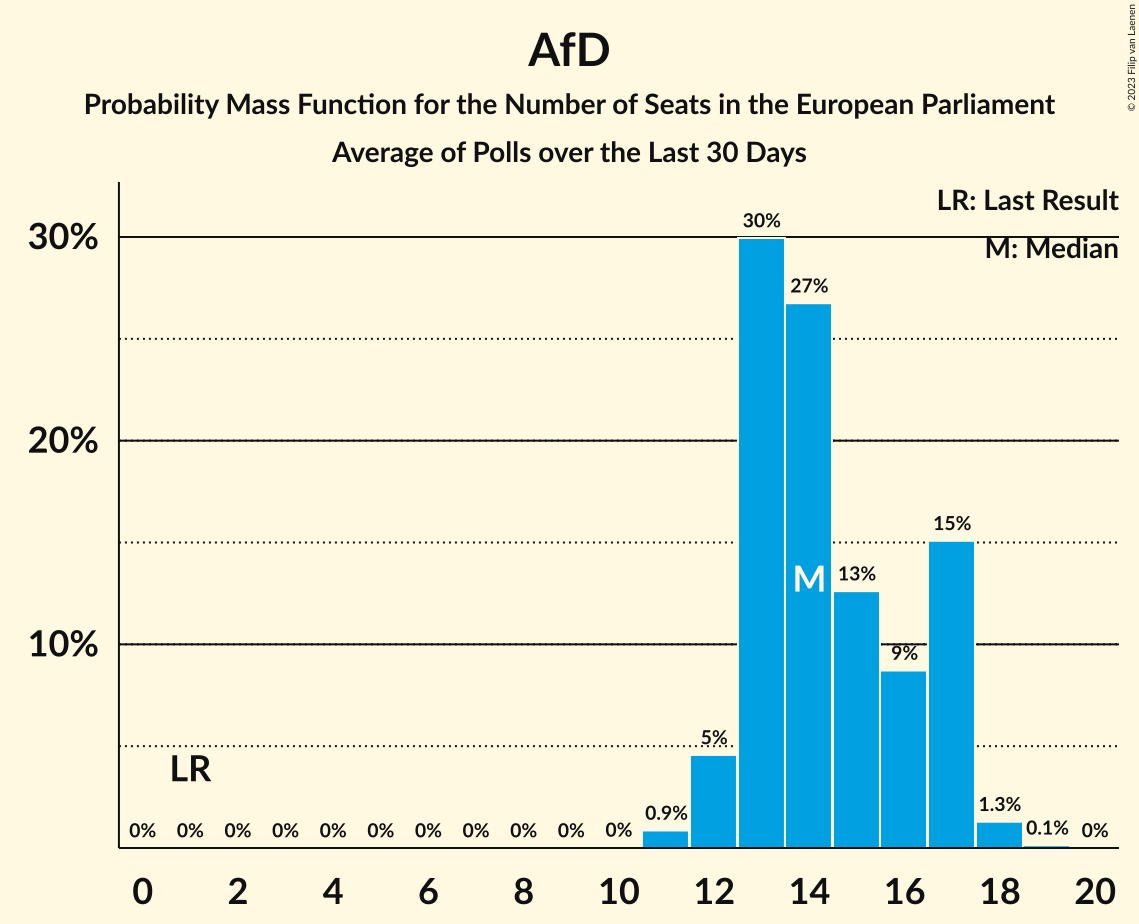 AfD
Probability Mass Function for the Number of Seats in the European Parliament
Average of Polls over the Last 30 Days
© 2023 Filip van Laenen
LR: Last Result
M: Median
30%
20%
10%
0% 0% 0% 0% 0% 0% 0% 0% 0% 0% 0% 0.9% 5% 30% 27% 13% 9% 15% 1.3% 0.1% 0%
LR
M
0 2 4 6 8 10 12 14 16 18 20